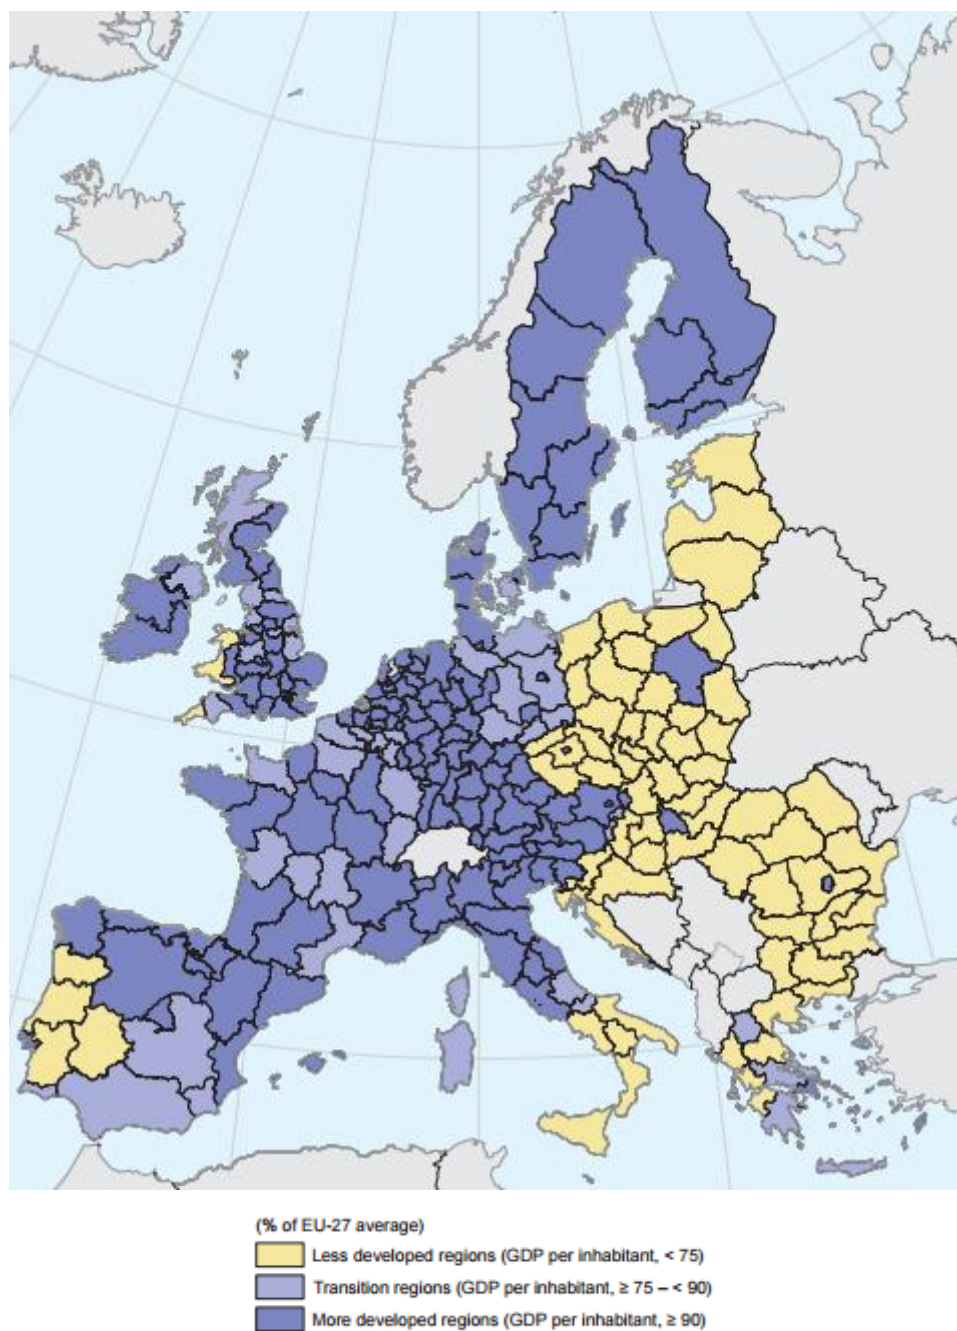 (% of EU-27 average)
Less developed regions (GDP per inhabitant, < 75)
Transition regions (GDP per inhabitant, ≥ 75 – < 90)
More developed regions (GDP per inhabitant, ≥ 90)